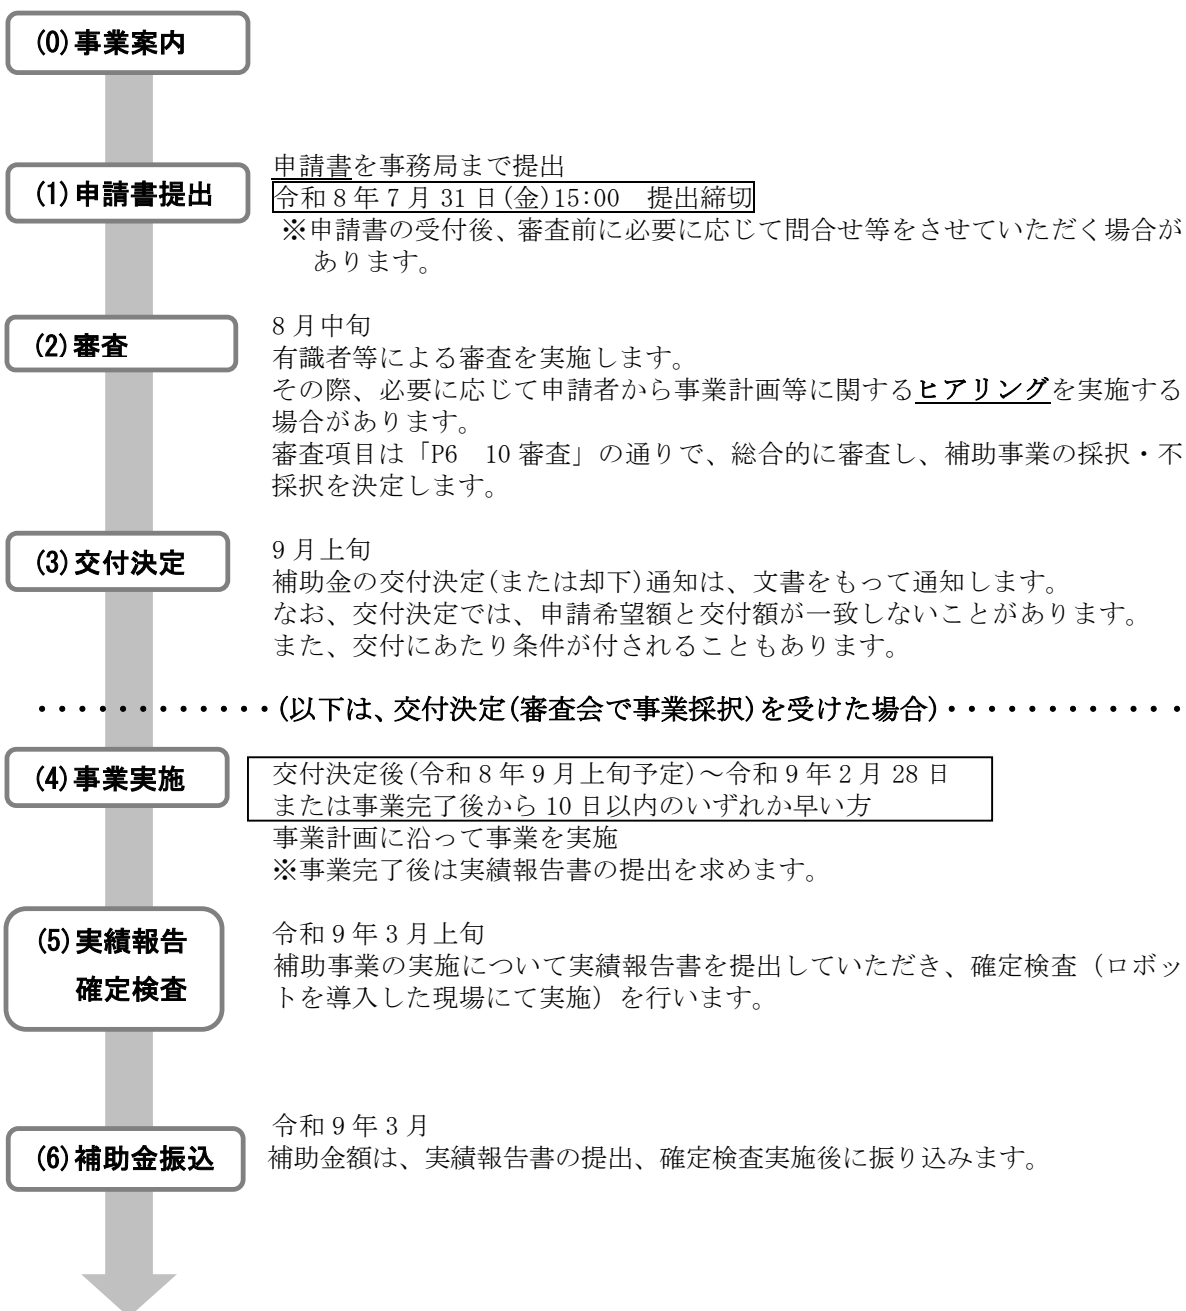 (0)事業案内
(1)申請書提出
申請書を事務局まで提出
令和8年7月31日(金)15:00　提出締切
※申請書の受付後、審査前に必要に応じて問合せ等をさせていただく場合が
あります。
(2)審査
8月中旬
有識者等による審査を実施します。
その際、必要に応じて申請者から事業計画等に関するヒアリングを実施する
場合があります。
審査項目は「P6　10審査」の通りで、総合的に審査し、補助事業の採択・不
採択を決定します。
(3)交付決定
9月上旬
補助金の交付決定(または却下)通知は、文書をもって通知します。
なお、交付決定では、申請希望額と交付額が一致しないことがあります。
また、交付にあたり条件が付されることもあります。
・・・・・・・・・・・・(以下は、交付決定(審査会で事業採択)を受けた場合)・・・・・・・・・・・・
(4)事業実施
交付決定後(令和8年9月上旬予定)～令和9年2月28日
または事業完了後から10日以内のいずれか早い方
事業計画に沿って事業を実施
※事業完了後は実績報告書の提出を求めます。
(5)実績報告
確定検査
令和9年3月上旬
補助事業の実施について実績報告書を提出していただき、確定検査（ロボッ
トを導入した現場にて実施）を行います。
(6)補助金振込
令和9年3月
補助金額は、実績報告書の提出、確定検査実施後に振り込みます。